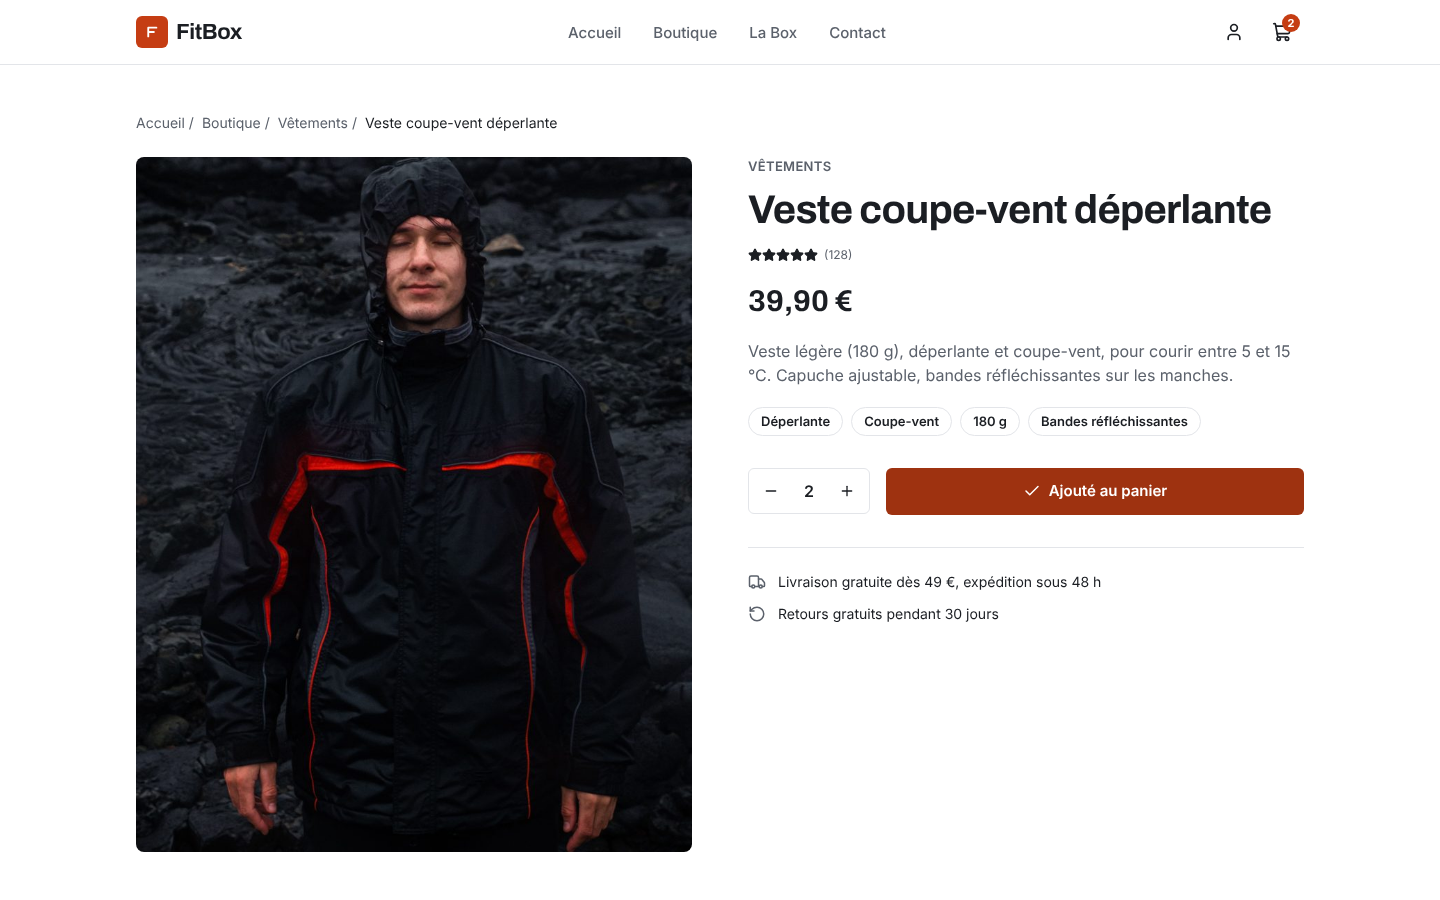 FitBox
Accueil
Boutique
La Box
Contact
2
Accueil / Boutique / Vêtements / Veste coupe-vent déperlante
VÊTEMENTS
Veste coupe-vent déperlante
(128)
39,90 €
Veste légère (180 g), déperlante et coupe-vent, pour courir entre 5 et 15
°C. Capuche ajustable, bandes réfléchissantes sur les manches.
Déperlante
Coupe-vent
180 g
Bandes réfléchissantes
2
Ajouté au panier
Livraison gratuite dès 49 €, expédition sous 48 h
Retours gratuits pendant 30 jours